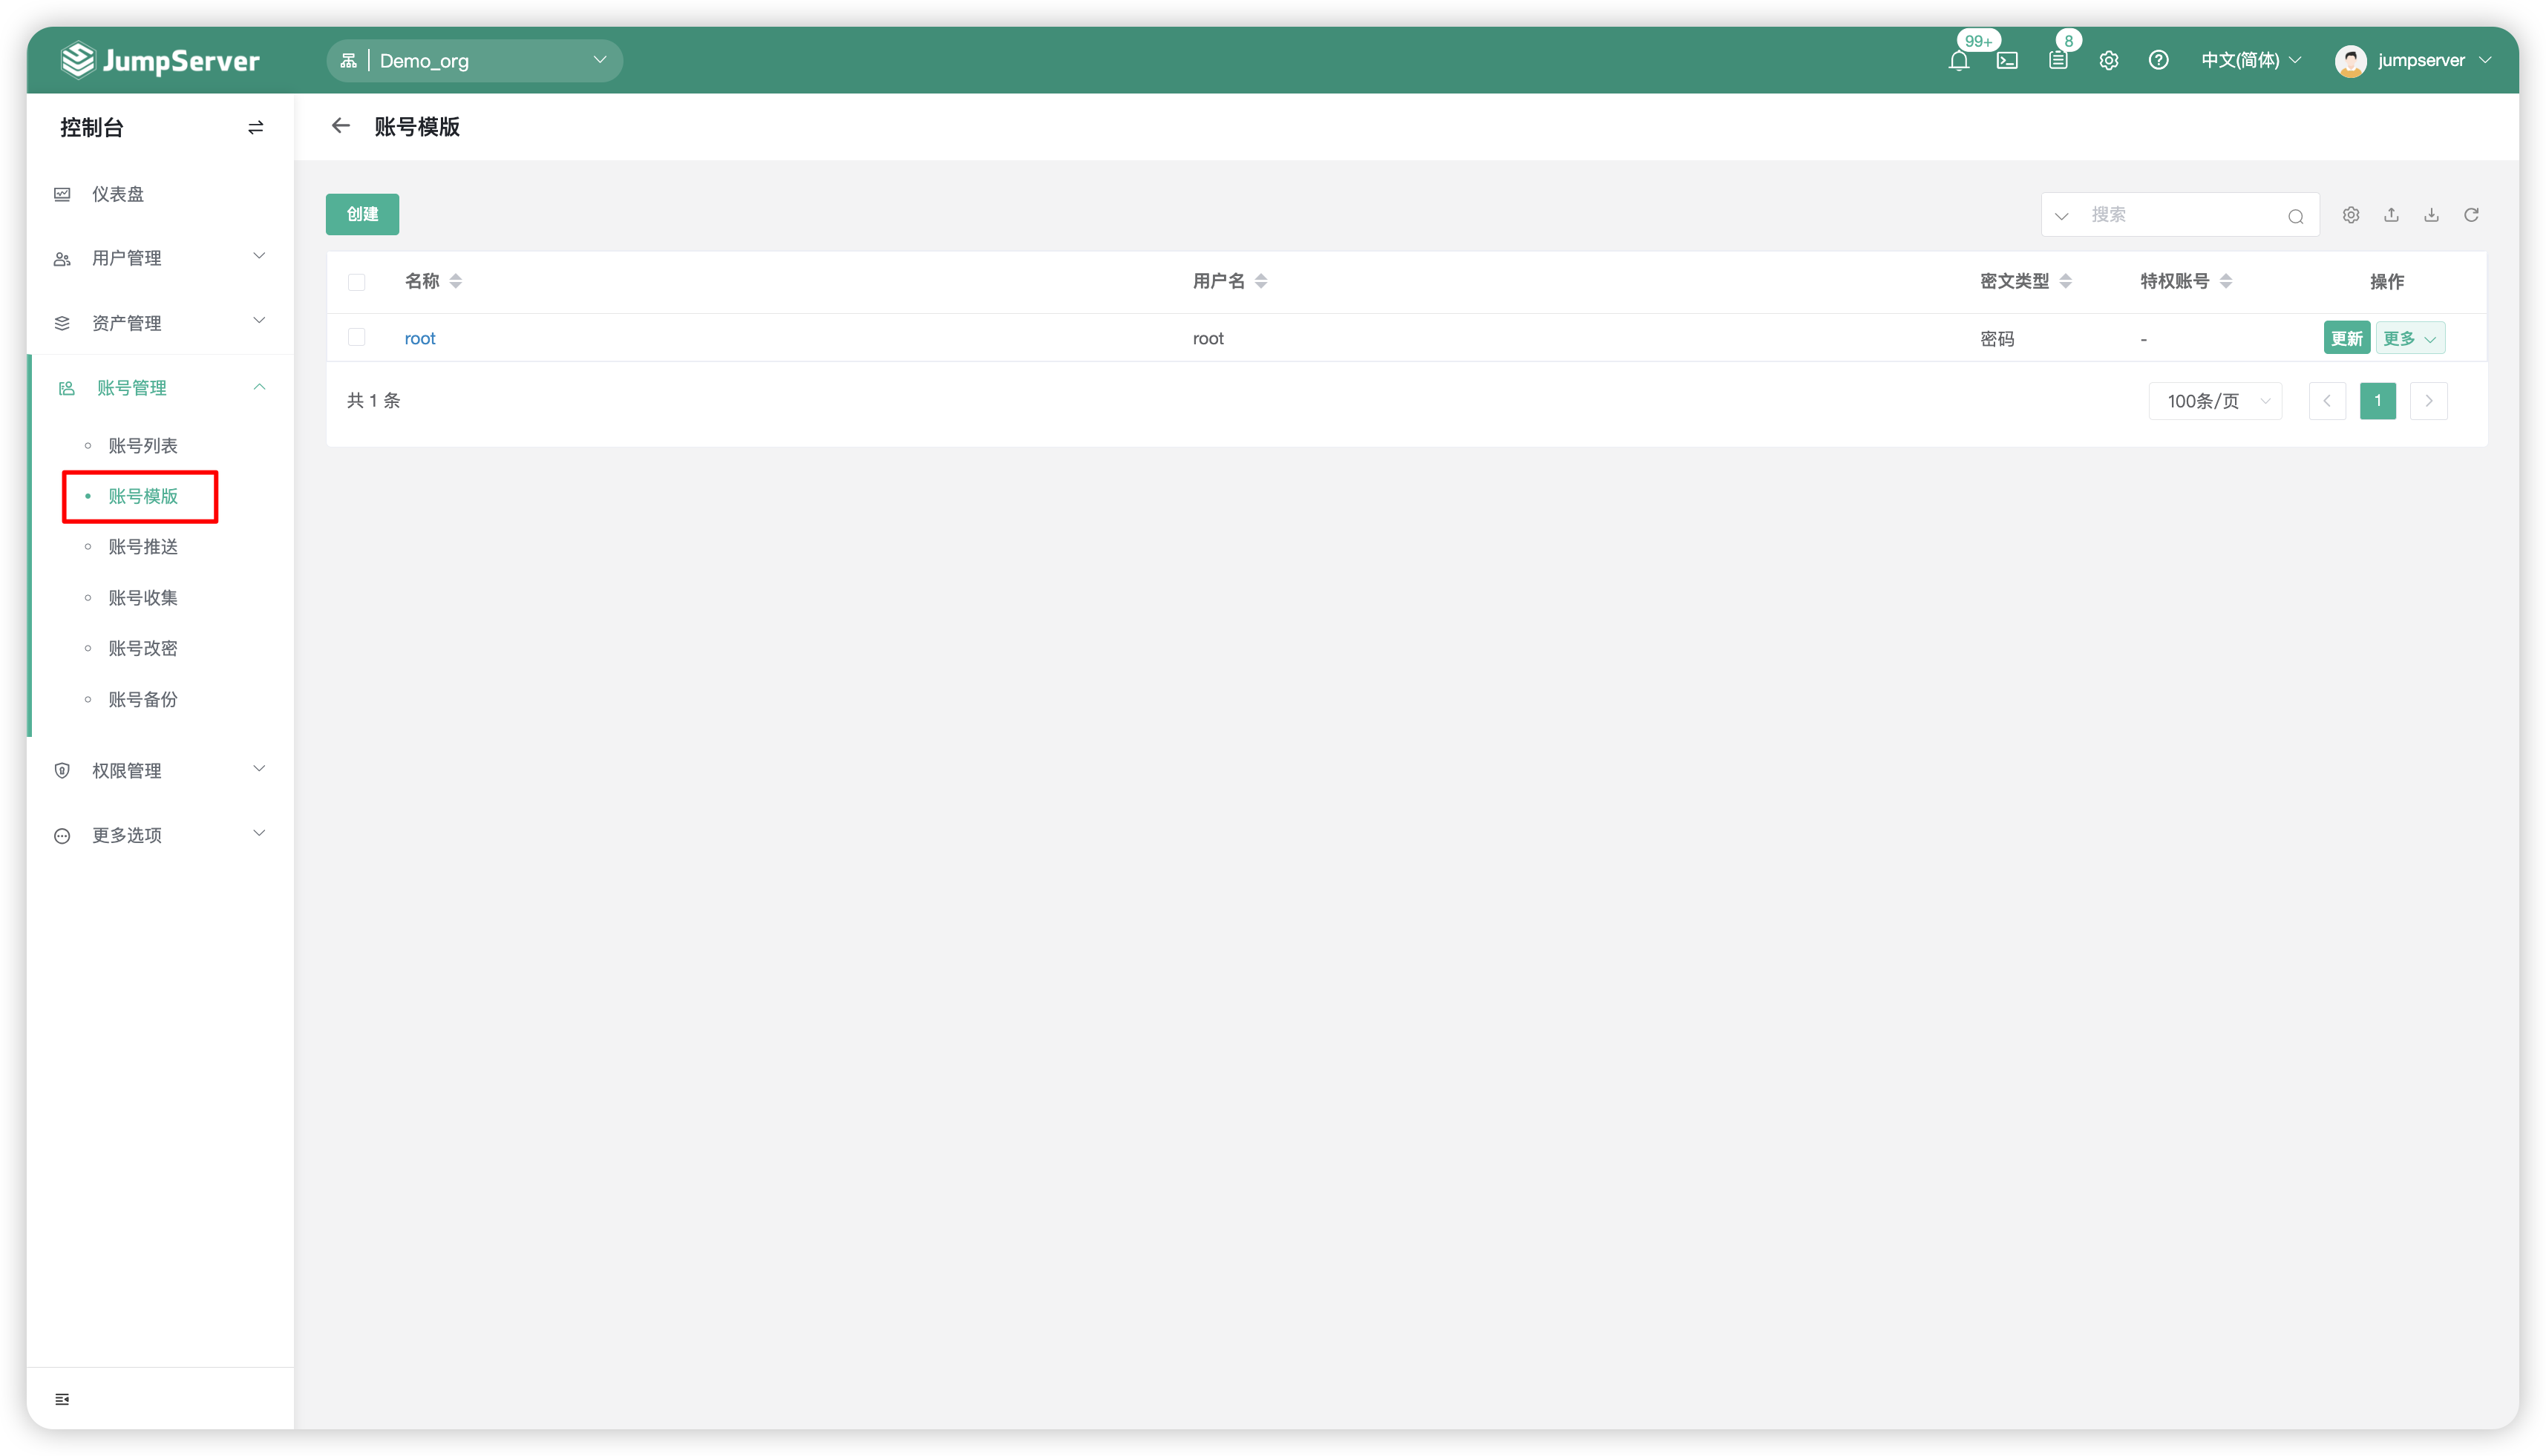 JumpServer
Demo_org
99+
8
中文(简体)
jumpserver
控制台
账号模版
仪表盘
用户管理
资产管理
账号管理
账号列表
账号模版
账号推送
账号收集
账号改密
账号备份
权限管理
更多选项
创建
搜索
名称 用户名 密文类型 特权账号 操作
root root 密码 - 更新 更多
共 1 条
100条/页
1